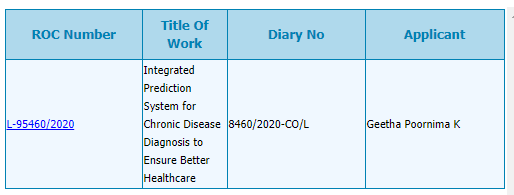 ROC Number
Title Of
Work
Diary No
Applicant
L-95460/2020
Integrated
Prediction
System for
Chronic Disease
Diagnosis to
Ensure Better
Healthcare
8460/2020-CO/L
Geetha Poornima K